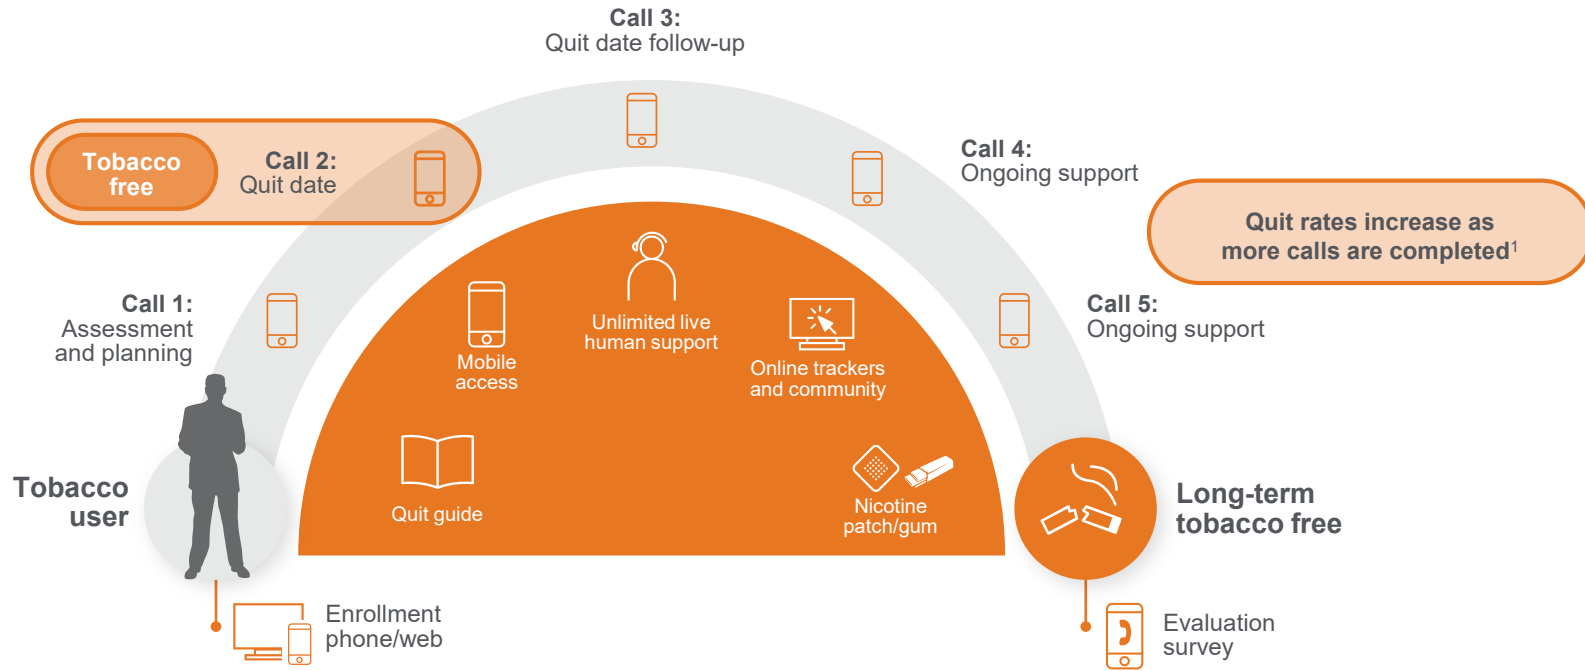 Call 3:
Quit date follow-up
Tobacco
free
Call 2:
Quit date
Call 4:
Ongoing support
Quit rates increase as
more calls are completed¹
Call 1:
Assessment
and planning
Call 5:
Ongoing support
Mobile
access
Unlimited live
human support
Online trackers
and community
Quit guide
Nicotine
patch/gum
Tobacco
user
Long-term
tobacco free
Enrollment
phone/web
Evaluation
survey